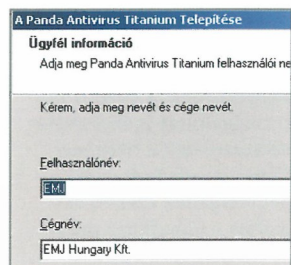 A Panda Antivirus Titanium Telepítése
Ügyfél információ
Adja meg Panda Antivirus Titanium felhasználói ne
Kérem, adja meg nevét és cége nevét.
Felhasználónév:
EMJ
Cégnév:
EMJ Hungary Kft.